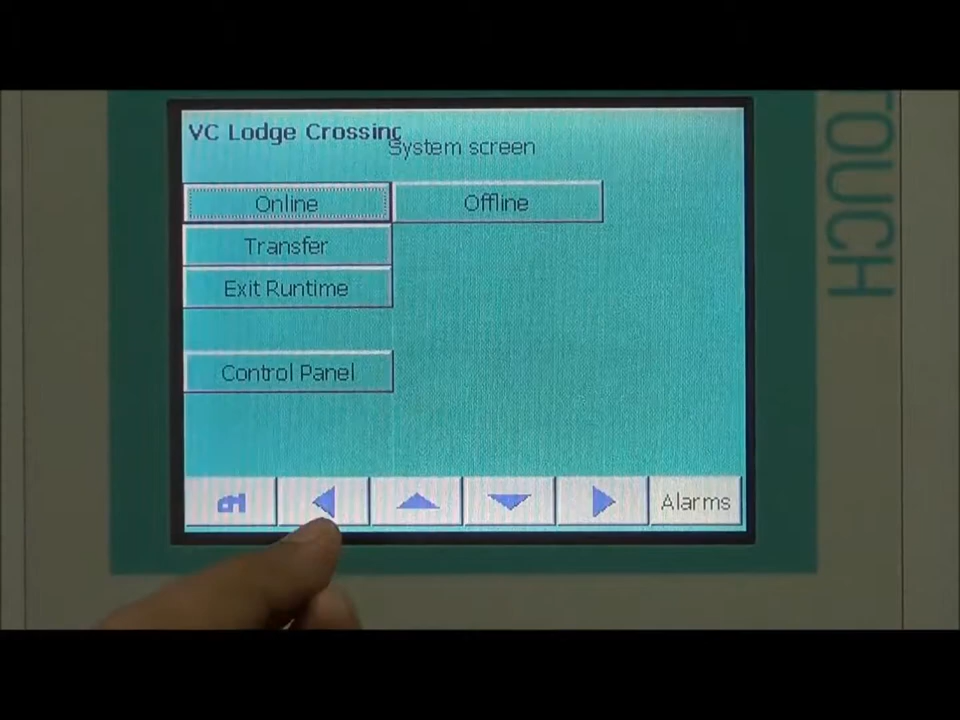 VC Lodge Crossing
System screen
Online
Offline
Transfer
Exit Runtime
Control Panel
Alarms
TOUCH